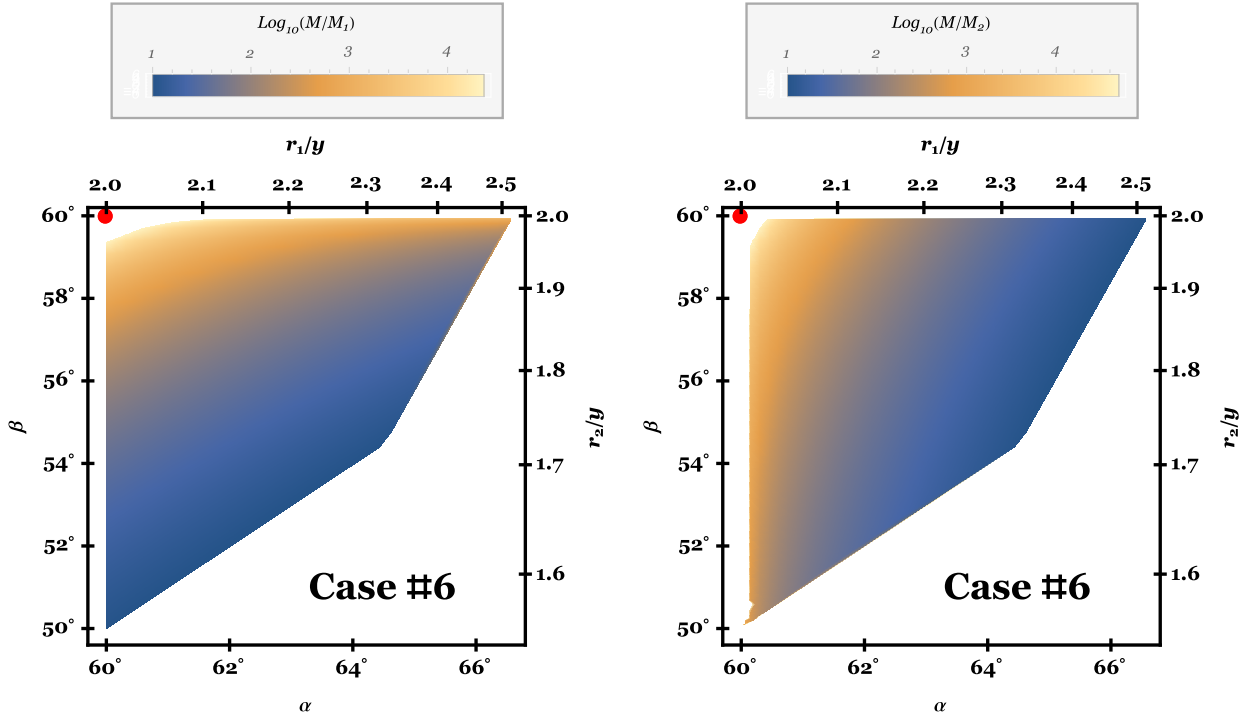 Log10(M/M1)
1 2 3 4
r1/y
2.0 2.1 2.2 2.3 2.4 2.5
60° 2.0
58° 1.9
56° 1.8
β r2/y
54° 1.7
52° 1.6
50°
Case #6
60° 62° 64° 66°
α
Log10(M/M2)
1 2 3 4
r1/y
2.0 2.1 2.2 2.3 2.4 2.5
60° 2.0
58° 1.9
56° 1.8
β r2/y
54° 1.7
52° 1.6
50°
Case #6
60° 62° 64° 66°
α